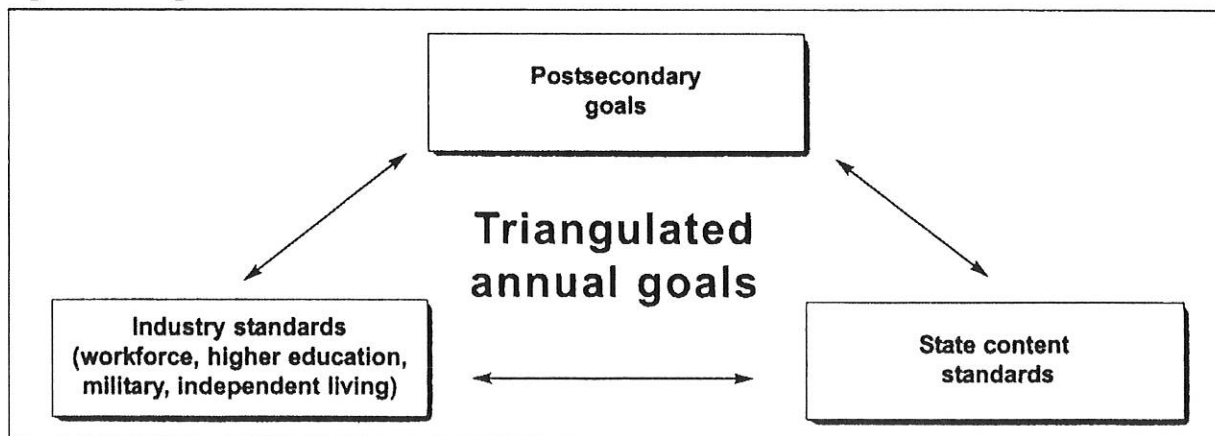 Postsecondary
goals
Triangulated
annual goals
Industry standards
(workforce, higher education,
military, independent living)
State content
standards